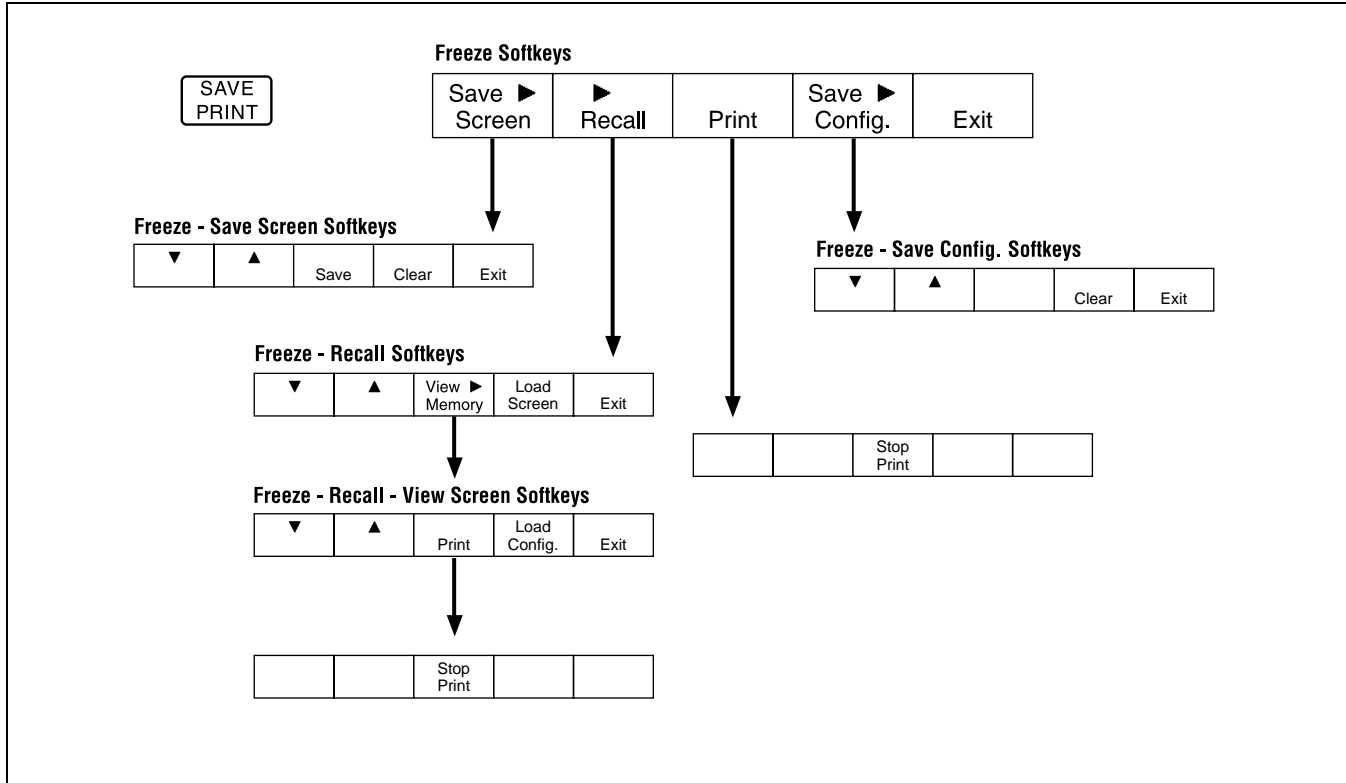 SAVE
PRINT
Freeze Softkeys
Save ▶
Screen
▶
Recall
Print
Save ▶
Config.
Exit
Freeze - Save Screen Softkeys
▼
▲
Save
Clear
Exit
Freeze - Save Config. Softkeys
▼
▲
Clear
Exit
Freeze - Recall Softkeys
▼
▲
View ▶
Memory
Load
Screen
Exit
Stop
Print
Freeze - Recall - View Screen Softkeys
▼
▲
Print
Load
Config.
Exit
Stop
Print